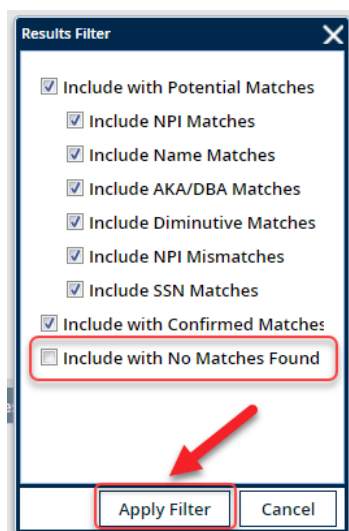 Results Filter
Include with Potential Matches
Include NPI Matches
Include Name Matches
Include AKA/DBA Matches
Include Diminutive Matches
Include NPI Mismatches
Include SSN Matches
Include with Confirmed Matches
Include with No Matches Found
Apply Filter
Cancel